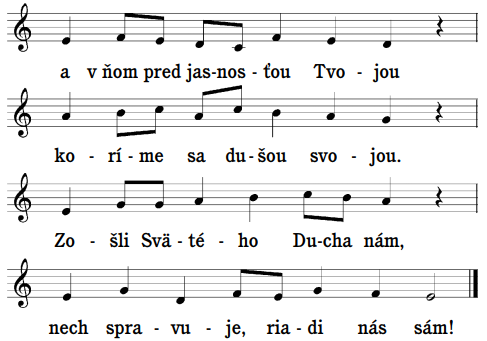 a v ňom pred jas-nos-ťou Tvo-jou
ko-rí-me sa du-šou svo-jou.
Zo-šli Svä-té-ho Du-cha nám,
nech spra-vu-je, ria-di nás sám!